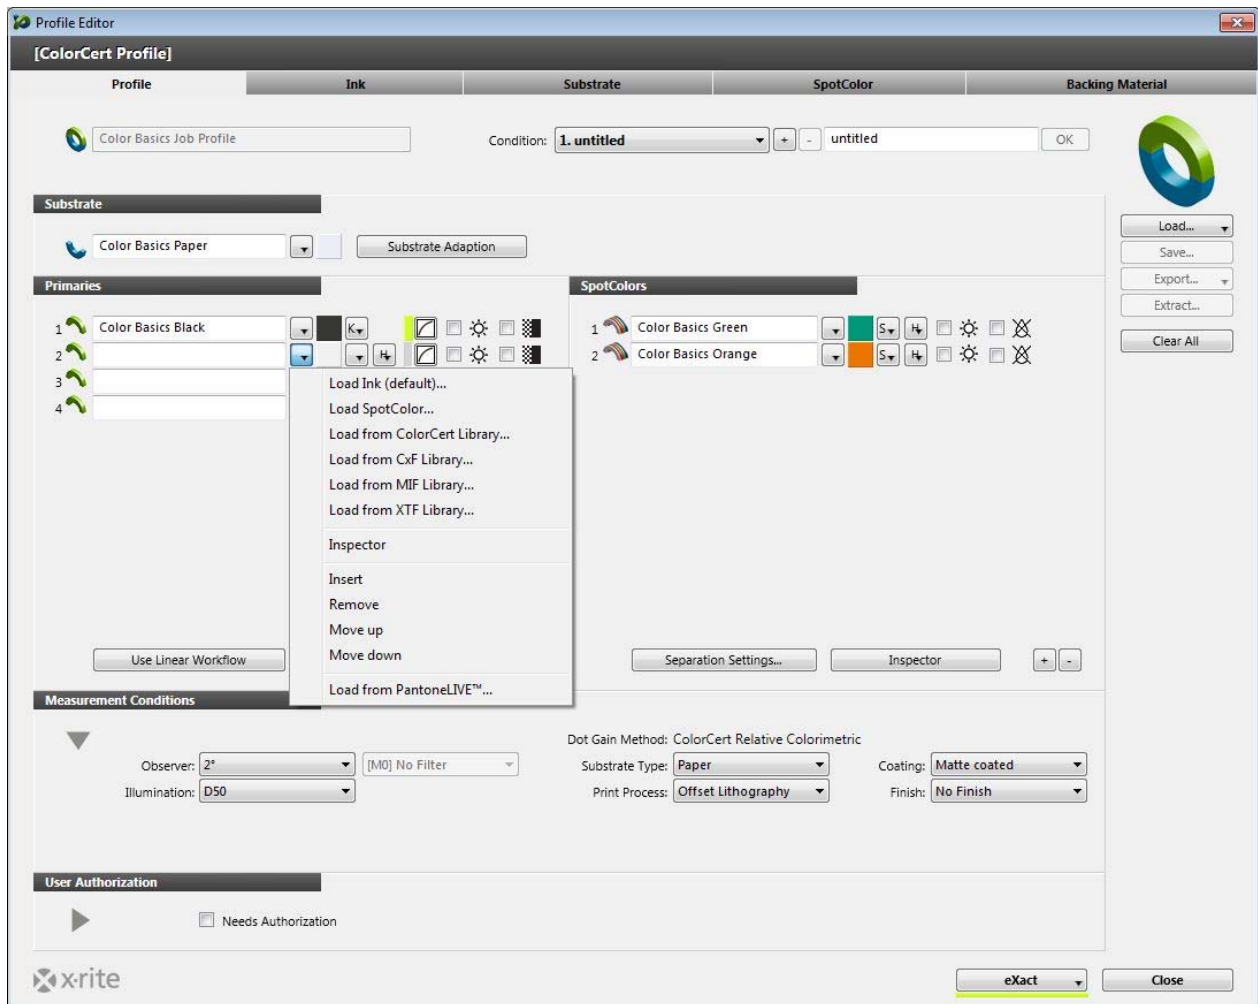 Profile Editor
[ColorCert Profile]
Profile Ink Substrate SpotColor Backing Material
Color Basics Job Profile Condition: 1. untitled + - untitled OK
Substrate
Load...
Color Basics Paper Substrate Adaption
Save...
Primaries SpotColors
Export...
Extract...
1 Color Basics Black K 1 Color Basics Green S H
Clear All
2 H 2 Color Basics Orange S H
3
4
Load Ink (default)...
Load SpotColor...
Load from ColorCert Library...
Load from CxF Library...
Load from MIF Library...
Load from XTF Library...
Inspector
Insert
Remove
Move up
Move down
Load from PantoneLIVE™...
Use Linear Workflow Separation Settings... Inspector + -
Measurement Conditions
Dot Gain Method: ColorCert Relative Colorimetric
Observer: 2° [M0] No Filter Substrate Type: Paper Coating: Matte coated
Illumination: D50 Print Process: Offset Lithography Finish: No Finish
User Authorization
Needs Authorization
x·rite eXact Close